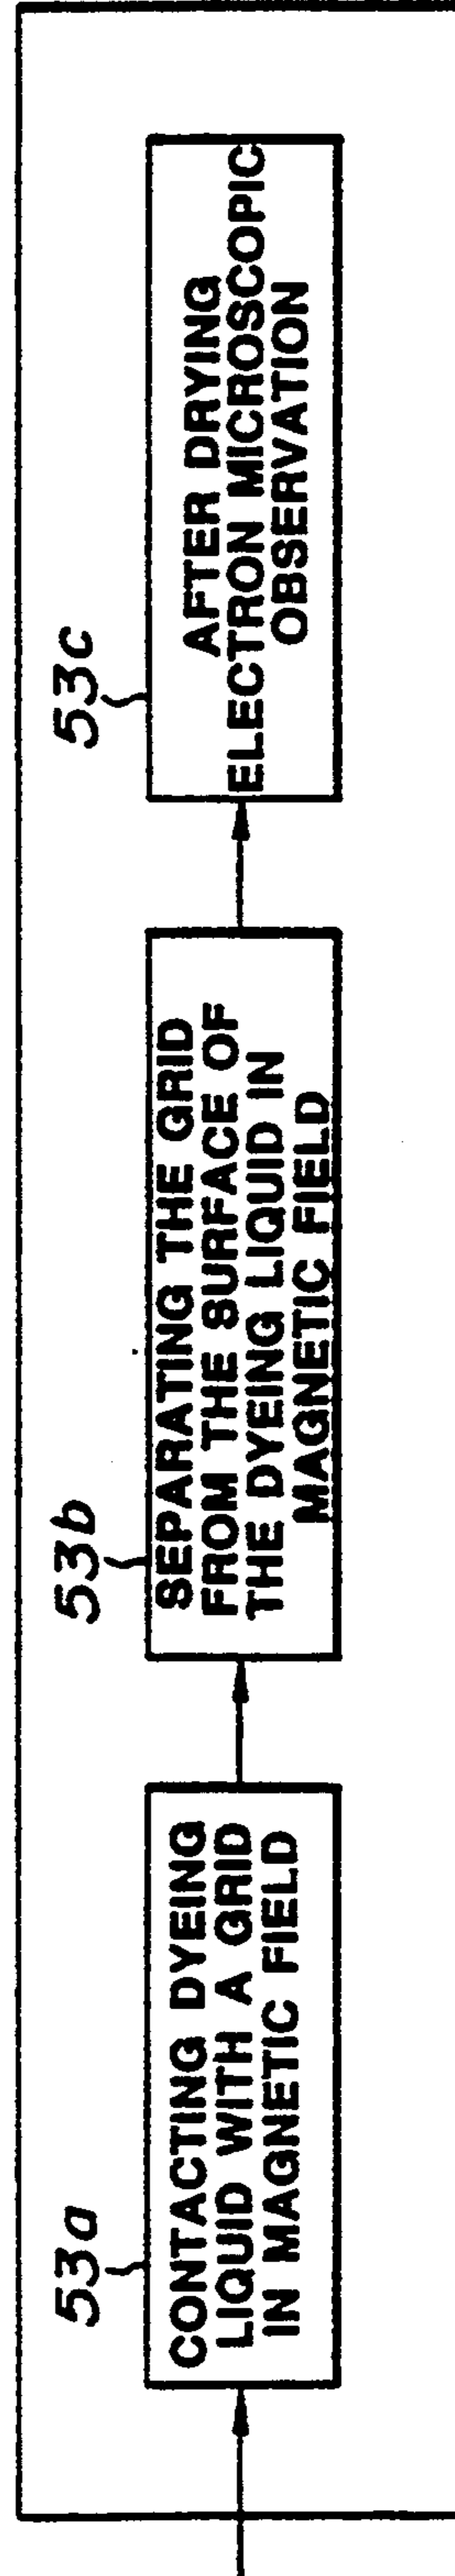 53a
CONTACTING DYEING
LIQUID WITH A GRID
IN MAGNETIC FIELD
53b
SEPARATING THE GRID
FROM THE SURFACE OF
THE DYEING LIQUID IN
MAGNETIC FIELD
53c
AFTER DRYING
ELECTRON MICROSCOPIC
OBSERVATION